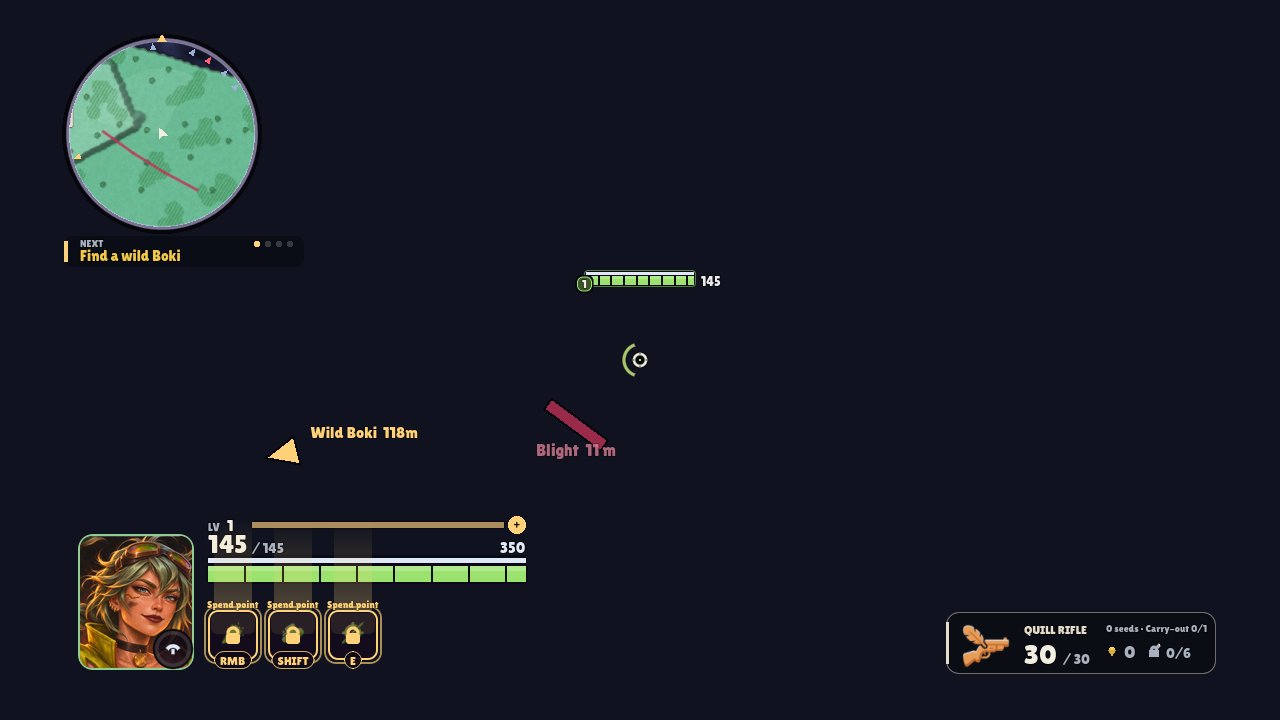 NEXT
Find a wild Boki
1 145
Wild Boki 118m
Blight 11m
LV 1
145 / 145 350
Spend point Spend point Spend point
RMB SHIFT E
QUILL RIFLE 0 seeds · Carry-out 0/1
30 / 30 0 0/6